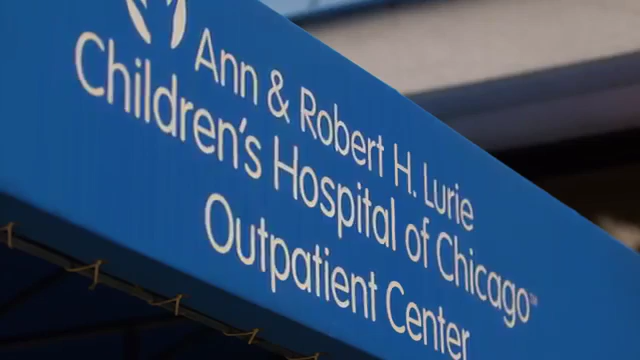 Ann & Robert H. Lurie
Children's Hospital of Chicago™
Outpatient Center